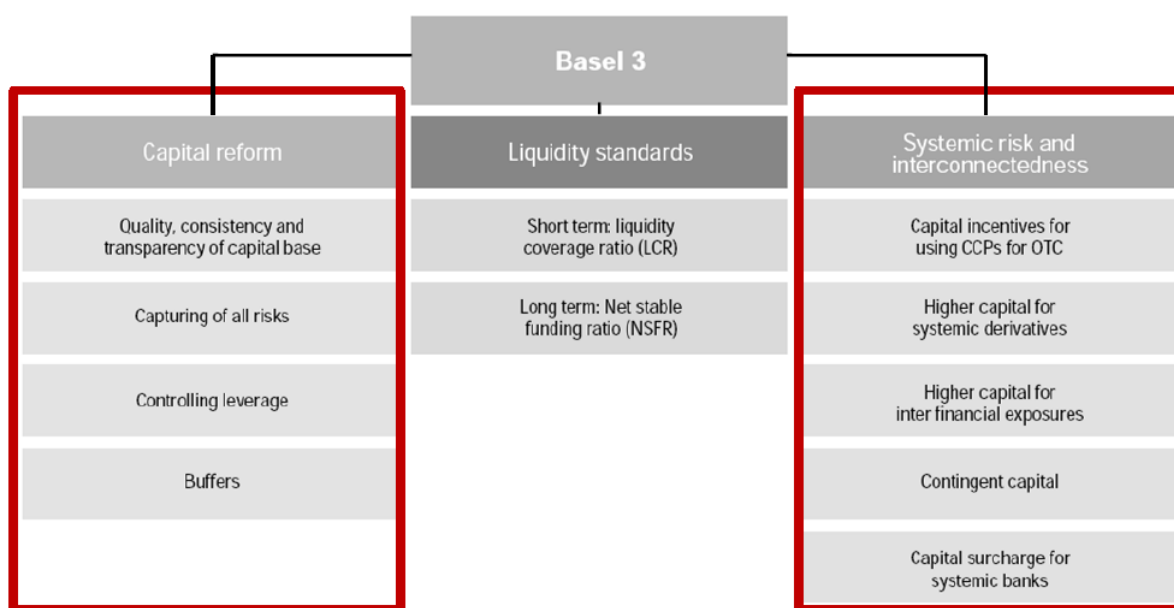 Basel 3
Capital reform
Quality, consistency and
transparency of capital base
Capturing of all risks
Controlling leverage
Buffers
Liquidity standards
Short term: liquidity
coverage ratio (LCR)
Long term: Net stable
funding ratio (NSFR)
Systemic risk and
interconnectedness
Capital incentives for
using CCPs for OTC
Higher capital for
systemic derivatives
Higher capital for
inter financial exposures
Contingent capital
Capital surcharge for
systemic banks